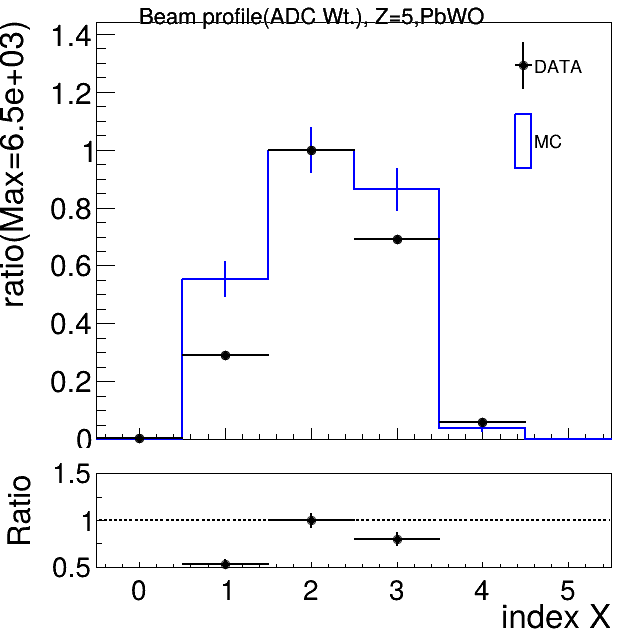 Beam profile(ADC Wt.), Z=5,PbWO
ratio(Max=6.5e+03)
1.4
1.2
1
0.8
0.6
0.4
0.2
0
DATA
MC
Ratio
1.5
1
0.5
0 1 2 3 4 5
index X